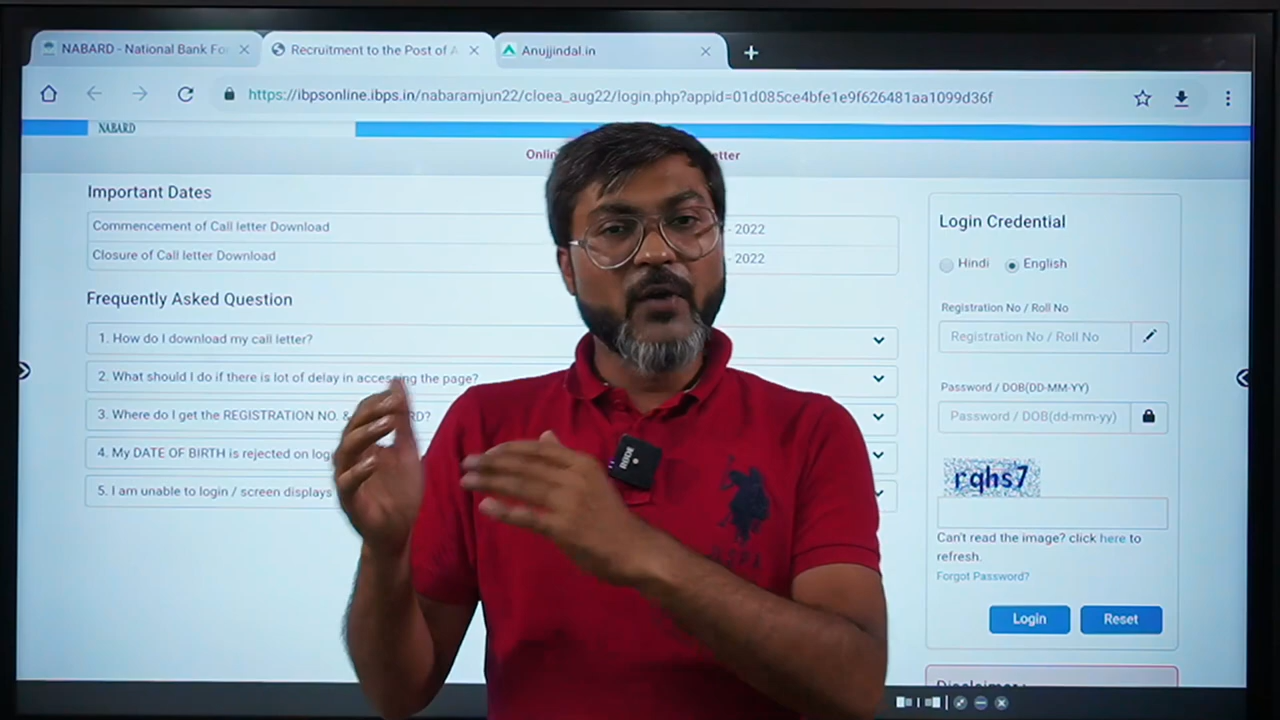 NABARD - National Bank Fo
Recruitment to the Post of A
Anujjindal.in
https://ibpsonline.ibps.in/nabaramjun22/cloea_aug22/login.php?appid=01d085ce4bfe1e9f626481aa1099d36f
NABARD
Onlin
etter
Important Dates
Commencement of Call letter Download
- 2022
Closure of Call letter Download
- 2022
Frequently Asked Question
1. How do I download my call letter?
2. What should I do if there is lot of delay in accessing the page?
3. Where do I get the REGISTRATION NO. &
RD?
4. My DATE OF BIRTH is rejected on log
5. I am unable to login / screen displays
Login Credential
Hindi
English
Registration No / Roll No
Registration No / Roll No
Password / DOB(DD-MM-YY)
Password / DOB(dd-mm-yy)
rqhs7
Can't read the image? click here to
refresh.
Forgot Password?
Login
Reset
Disclaimer
RØDE
USPA